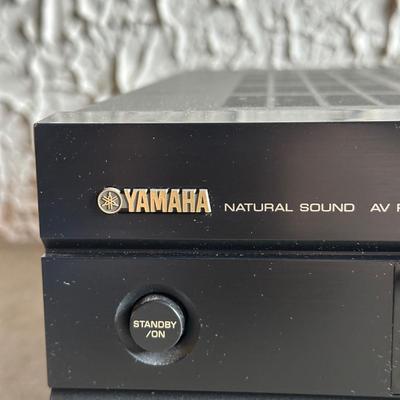 YAMAHA NATURAL SOUND AV
STANDBY
/ON